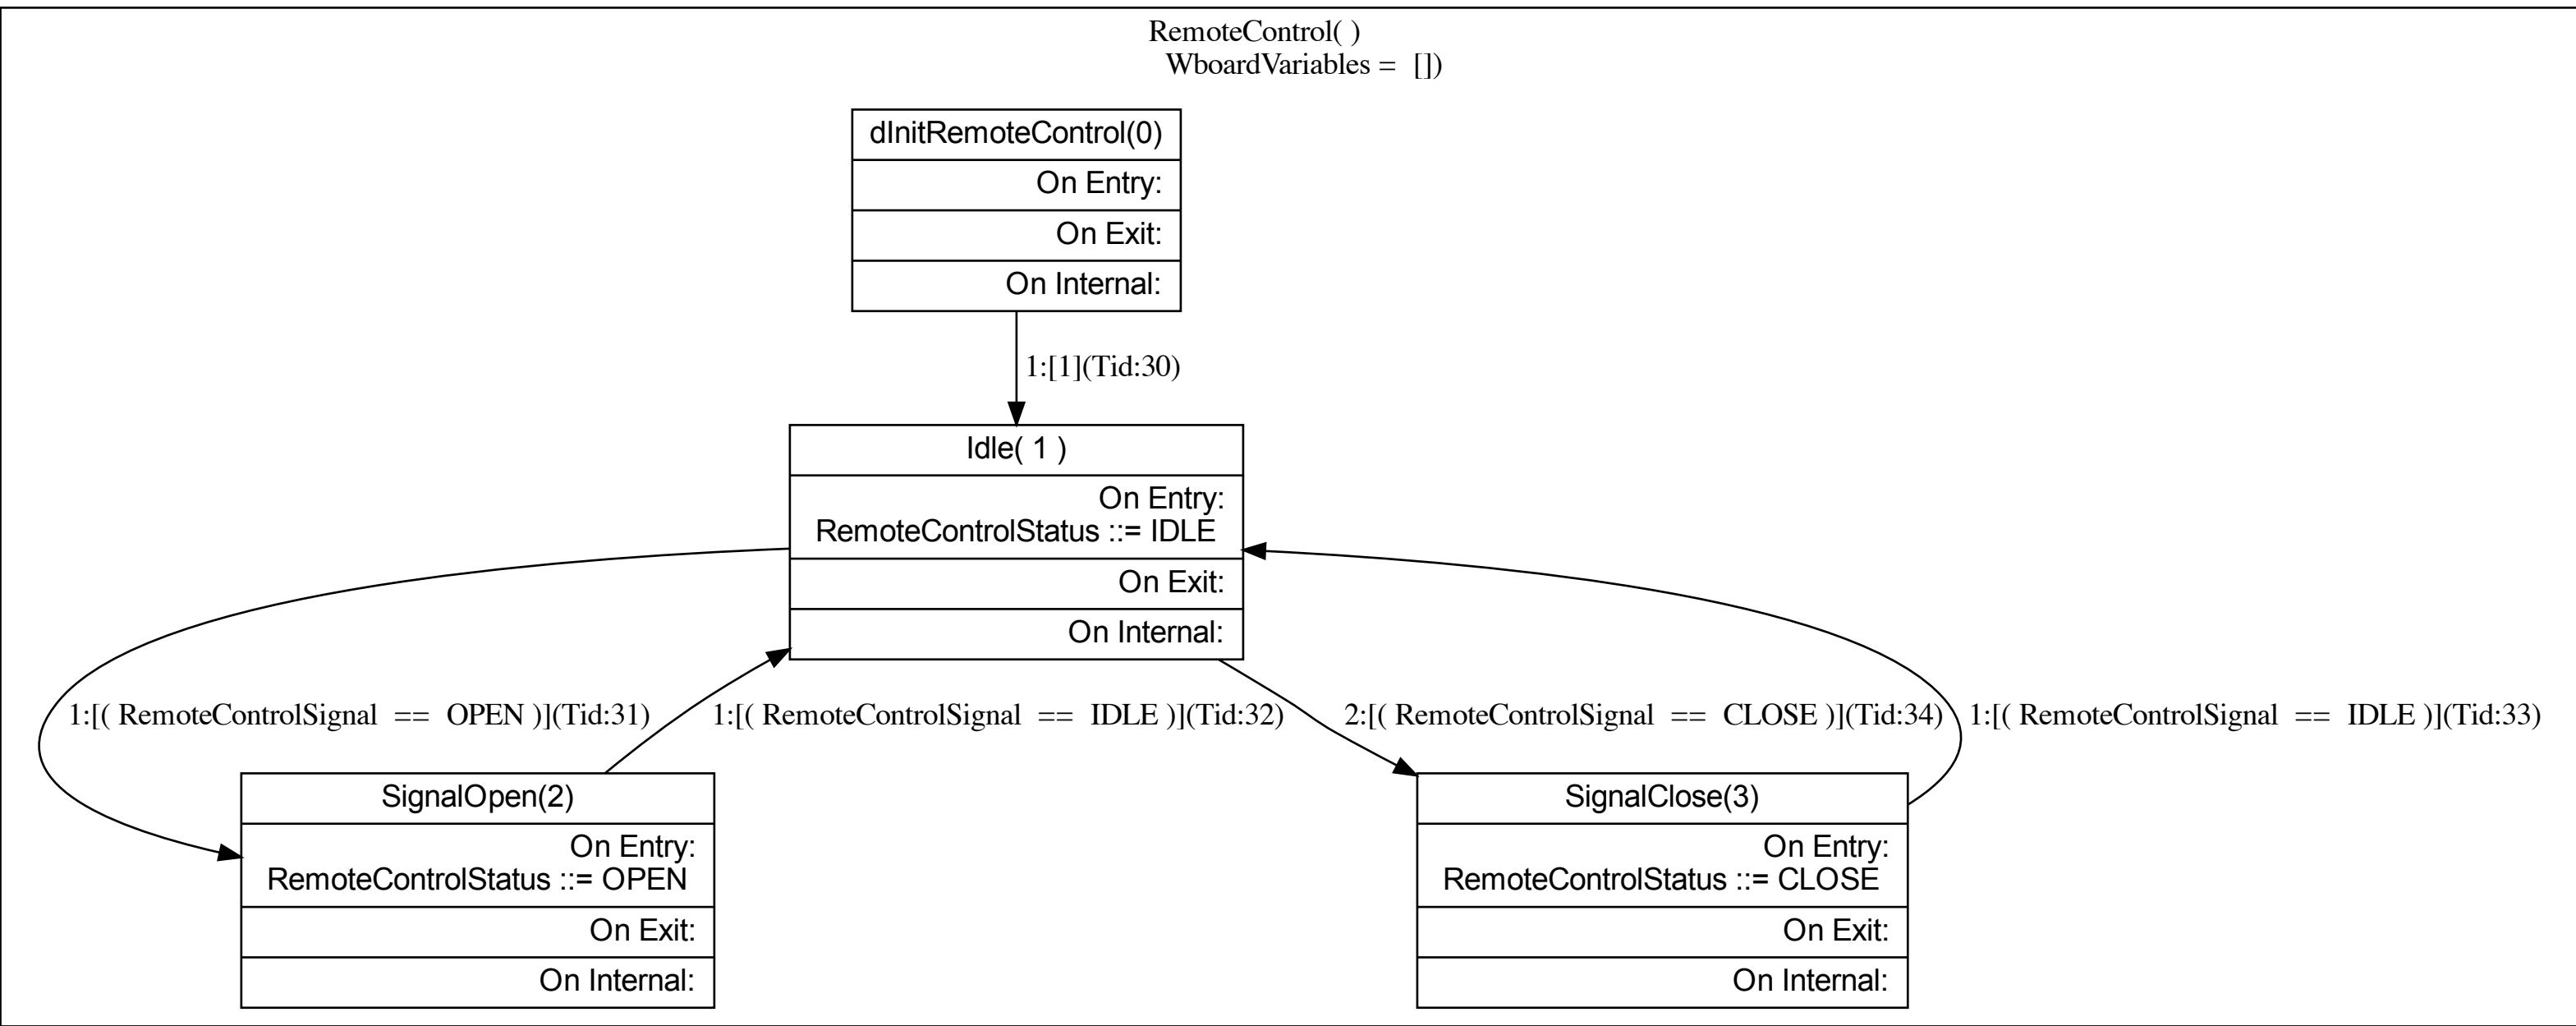 RemoteControl( )
WboardVariables =  [])
dInitRemoteControl(0)
On Entry:
On Exit:
On Internal:
1:[1](Tid:30)
Idle( 1 )
On Entry:
RemoteControlStatus ::= IDLE
On Exit:
On Internal:
1:[( RemoteControlSignal  ==  OPEN )](Tid:31)
1:[( RemoteControlSignal  ==  IDLE )](Tid:32)
2:[( RemoteControlSignal  ==  CLOSE )](Tid:34)
1:[( RemoteControlSignal  ==  IDLE )](Tid:33)
SignalOpen(2)
On Entry:
RemoteControlStatus ::= OPEN
On Exit:
On Internal:
SignalClose(3)
On Entry:
RemoteControlStatus ::= CLOSE
On Exit:
On Internal: